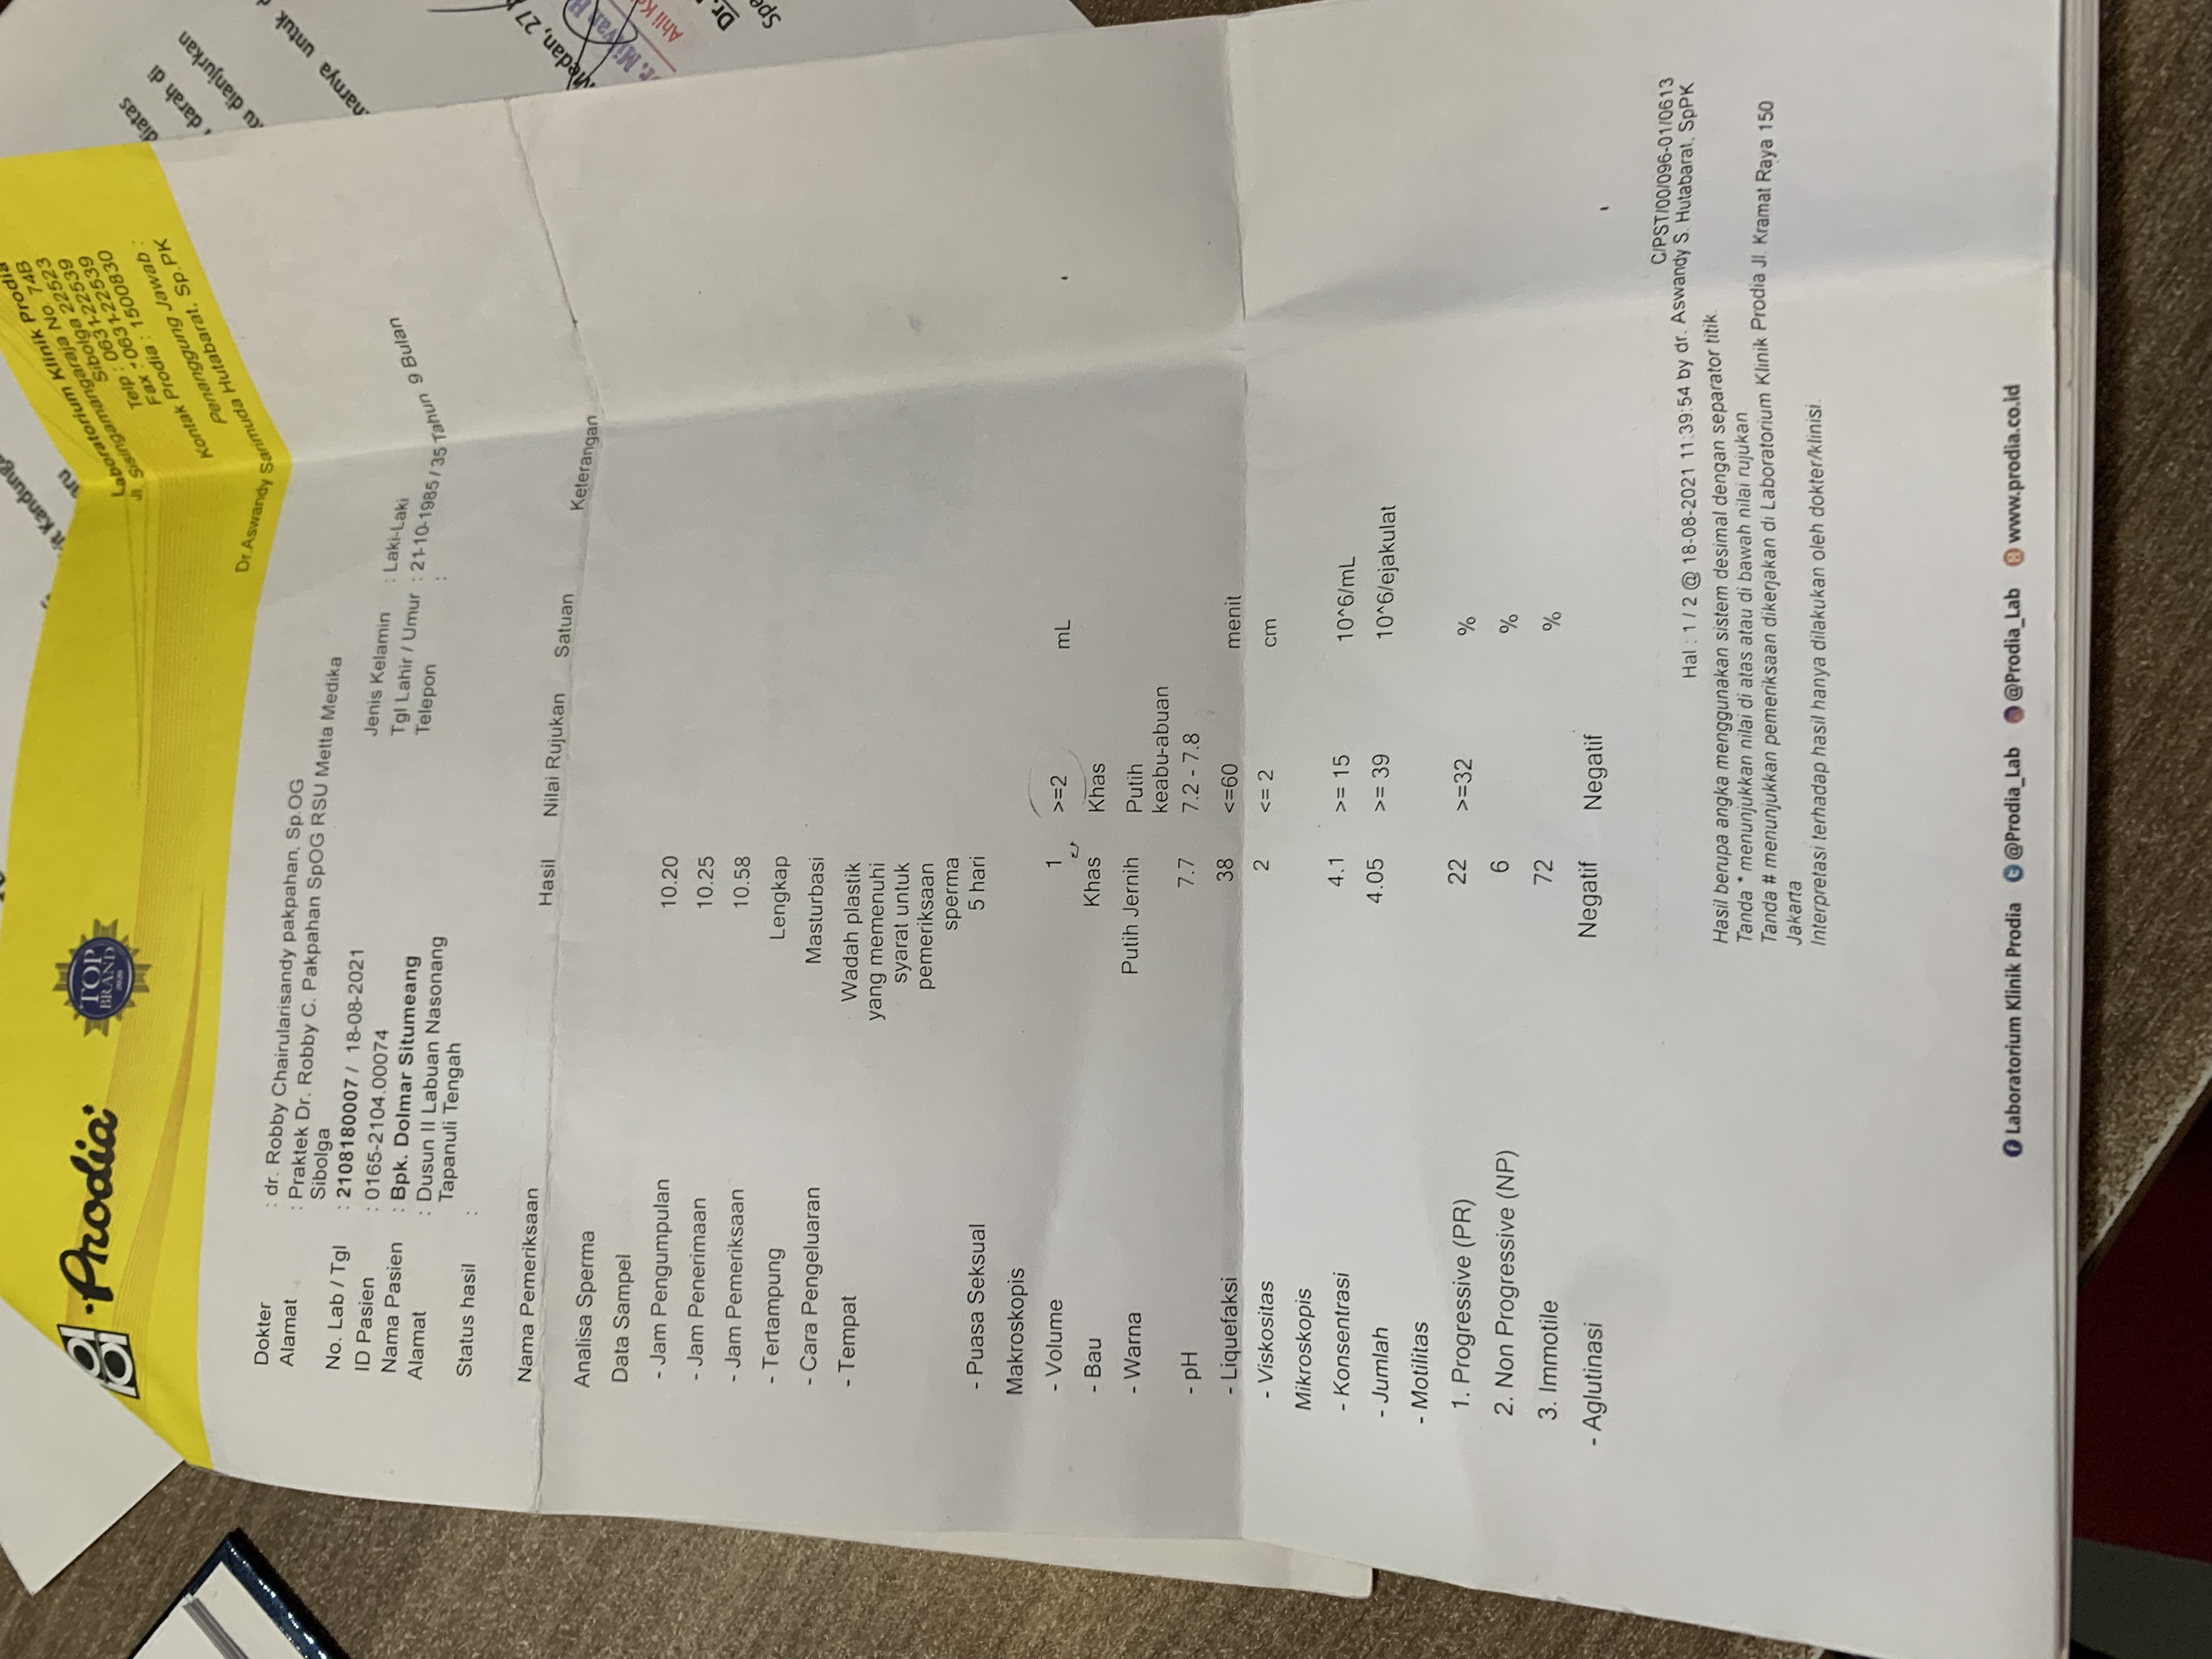 Prodia
TOP
BRAND
2020
Laboratorium Klinik Prodia
Jl. Sisingamangaraja No. 74B
Sibolga 22523
Telp : 0631-22539
Fax : 0631-22539
Kontak Prodia : 1500830
Penanggung Jawab :
Dr.Aswandy Sarimuda Hutabarat, Sp.PK
Dokter : dr. Robby Chairularisandy pakpahan, Sp.OG
Alamat : Praktek Dr. Robby C. Pakpahan SpOG RSU Metta Medika
Sibolga
No. Lab / Tgl : 2108180007 / 18-08-2021
ID Pasien : 0165-2104.00074
Nama Pasien : Bpk. Dolmar Situmeang
Alamat : Dusun II Labuan Nasonang
Tapanuli Tengah
Status hasil :
Jenis Kelamin : Laki-Laki
Tgl Lahir / Umur : 21-10-1985 / 35 Tahun 9 Bulan
Telepon :
Nama Pemeriksaan Hasil Nilai Rujukan Satuan Keterangan
Analisa Sperma
Data Sampel
- Jam Pengumpulan 10.20
- Jam Penerimaan 10.25
- Jam Pemeriksaan 10.58
- Tertampung Lengkap
- Cara Pengeluaran Masturbasi
- Tempat Wadah plastik
yang memenuhi
syarat untuk
pemeriksaan
sperma
- Puasa Seksual 5 hari
Makroskopis
- Volume 1 >=2 mL
- Bau Khas Khas
- Warna Putih Jernih Putih
keabu-abuan
- pH 7.7 7.2 - 7.8
- Liquefaksi 38 <=60 menit
- Viskositas 2 <= 2 cm
Mikroskopis
- Konsentrasi 4.1 >= 15 10^6/mL
- Jumlah 4.05 >= 39 10^6/ejakulat
- Motilitas
1. Progressive (PR) 22 >=32 %
2. Non Progressive (NP) 6 %
3. Immotile 72 %
- Aglutinasi Negatif Negatif
C/PST/00/096-01/0613
Hal : 1 / 2 @ 18-08-2021 11:39:54 by dr. Aswandy S. Hutabarat, SpPK
Hasil berupa angka menggunakan sistem desimal dengan separator titik.
Tanda * menunjukkan nilai di atas atau di bawah nilai rujukan
Tanda # menunjukkan pemeriksaan dikerjakan di Laboratorium Klinik Prodia Jl. Kramat Raya 150
Jakarta
Interpretasi terhadap hasil hanya dilakukan oleh dokter/klinisi.
Laboratorium Klinik Prodia @Prodia_Lab @Prodia_Lab www.prodia.co.id
diatas
darah di
dianjurkan
untuk
Medan, 27
Dr.